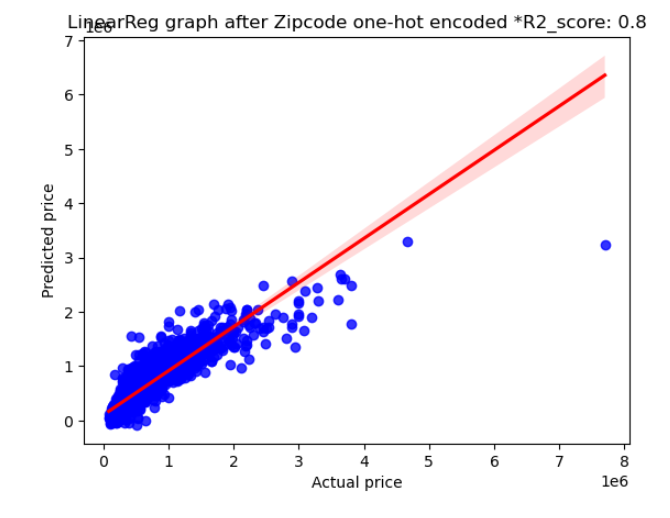 LinearReg graph after Zipcode one-hot encoded *R2_score: 0.8
1e6
7
6
5
4
3
2
1
0
Predicted price
0 1 2 3 4 5 6 7 8
Actual price
1e6